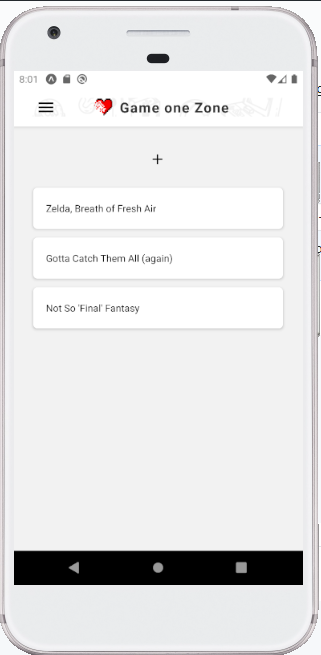 8:01
Game one Zone
+
Zelda, Breath of Fresh Air
Gotta Catch Them All (again)
Not So 'Final' Fantasy